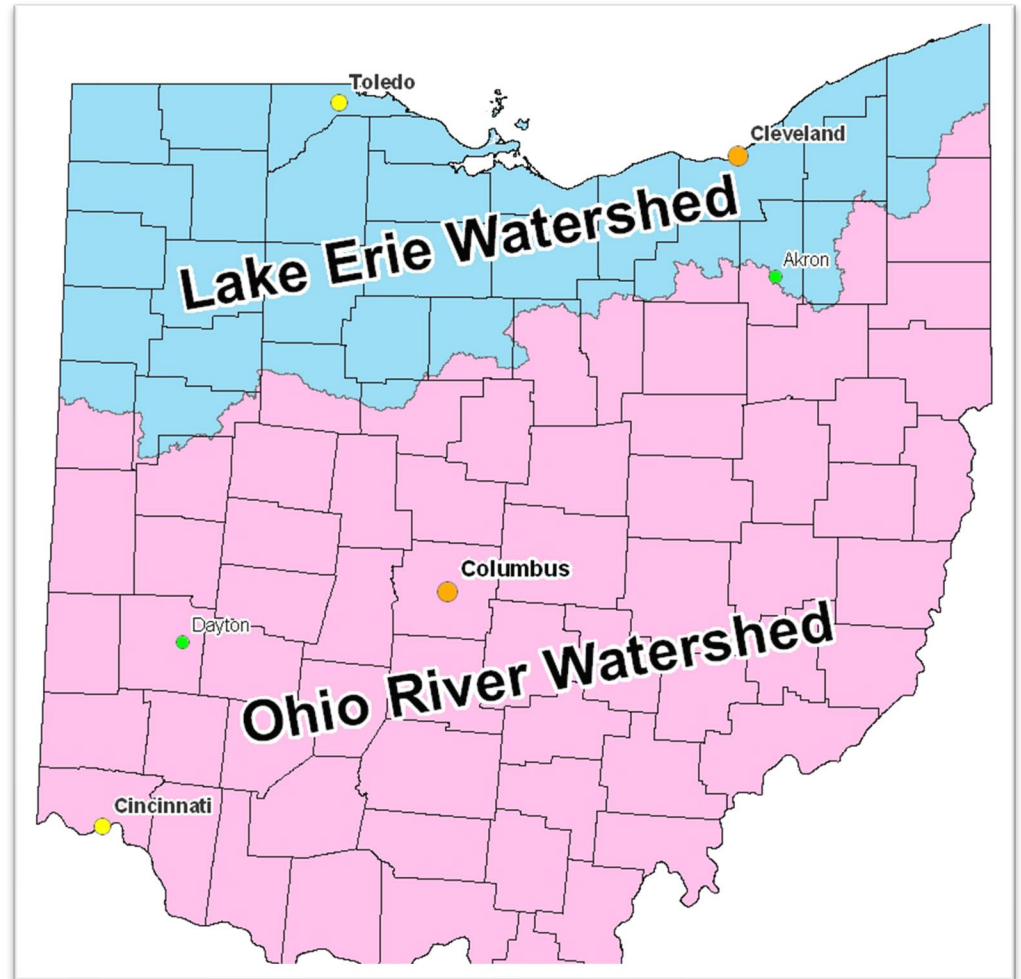 Toledo
Cleveland
Lake Erie Watershed
Akron
Columbus
Dayton
Ohio River Watershed
Cincinnati